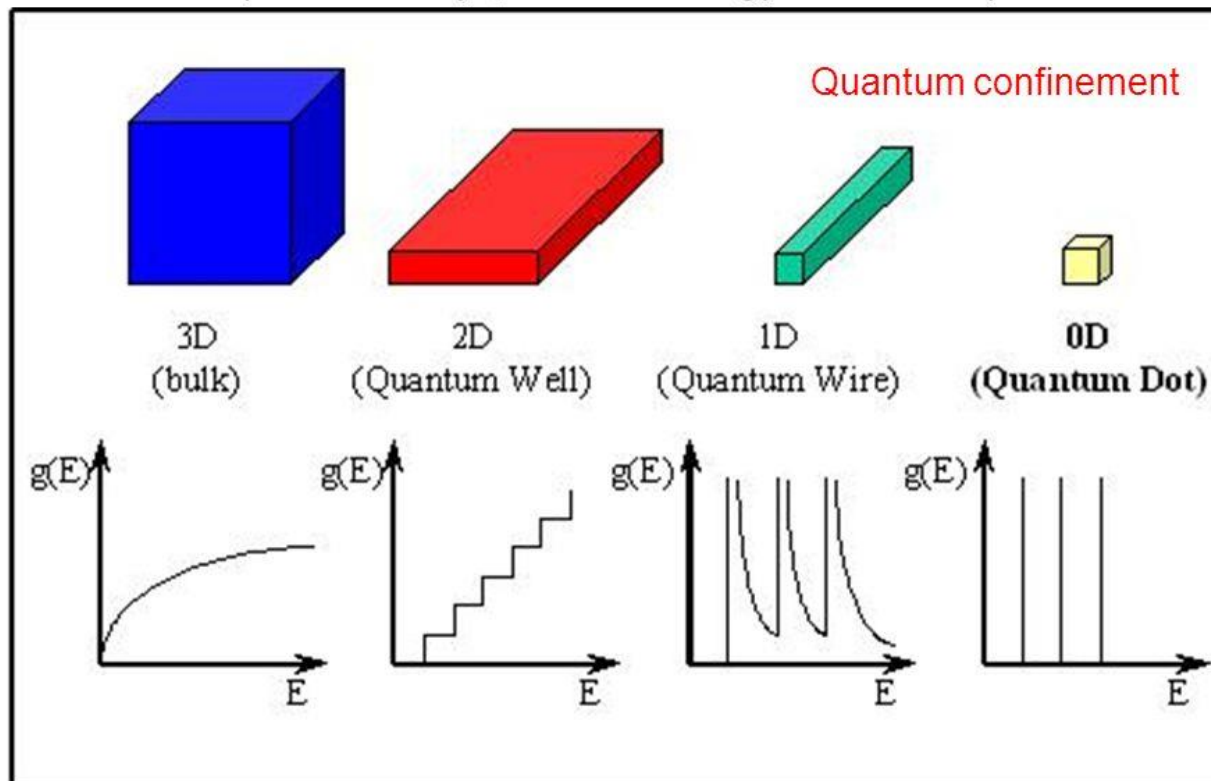 Quantum confinement
3D
(bulk)
2D
(Quantum Well)
1D
(Quantum Wire)
0D
(Quantum Dot)
g(E)
E
g(E)
E
g(E)
E
g(E)
E